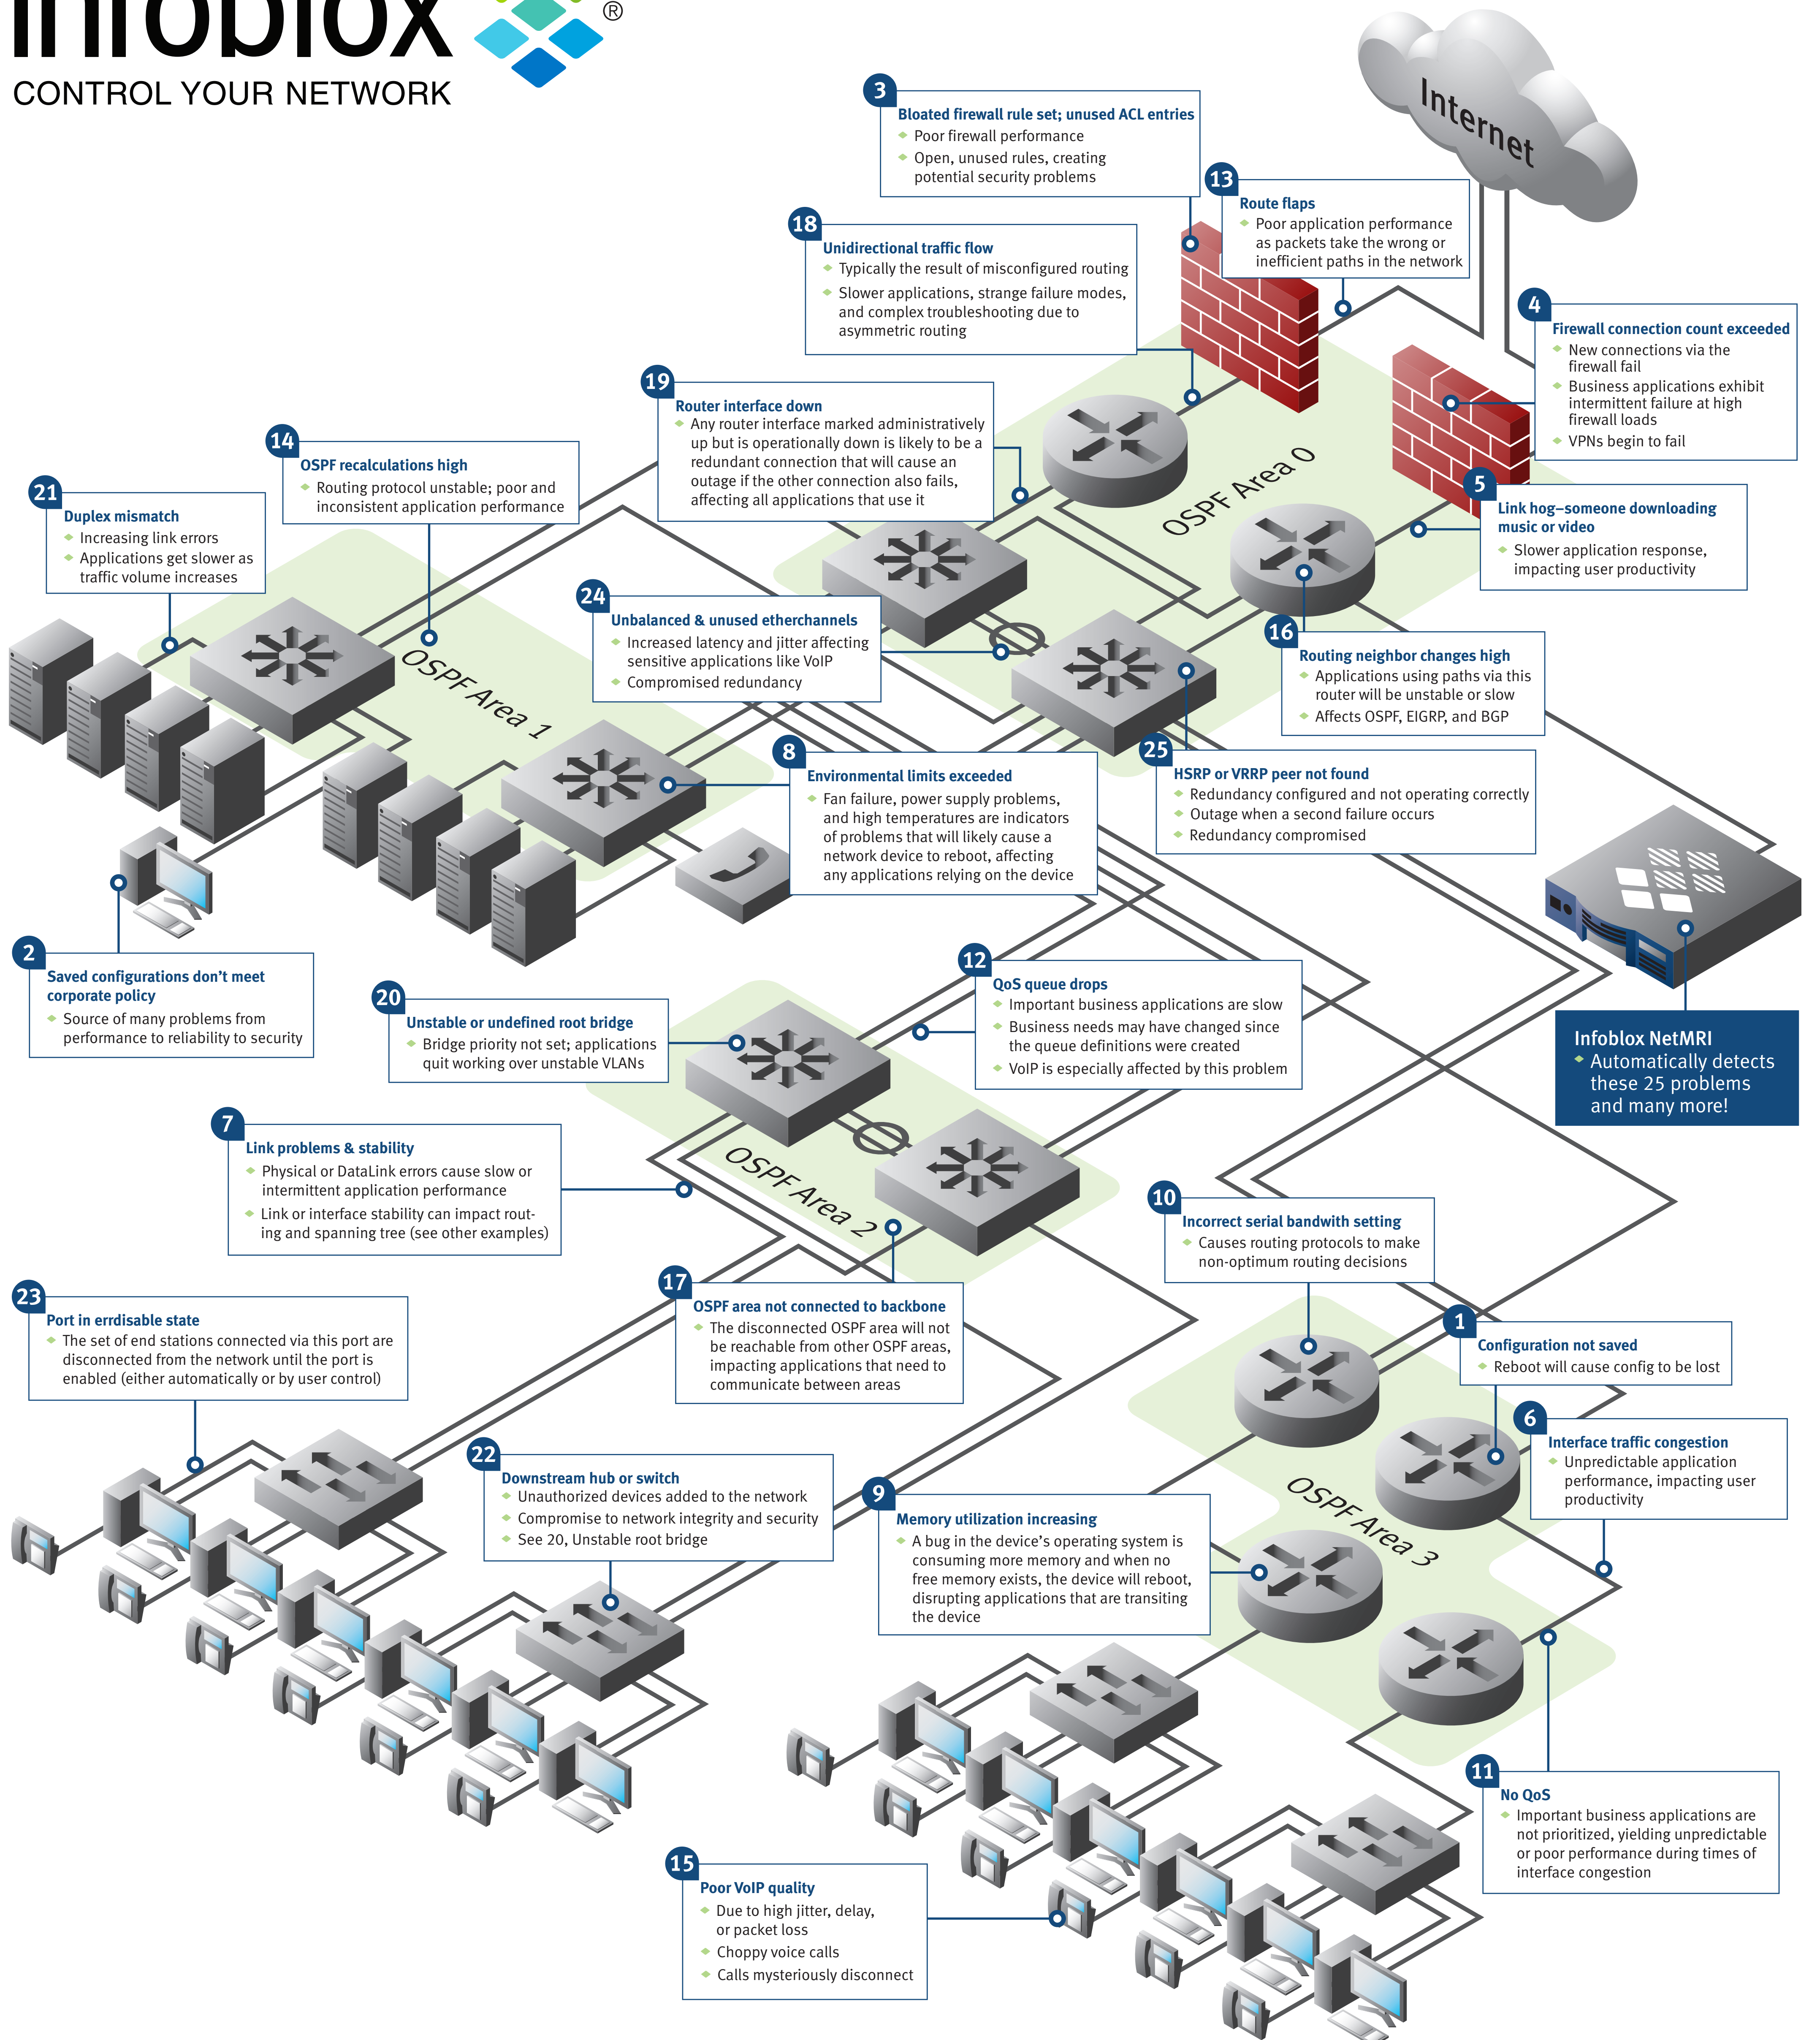 infoblox ®
CONTROL YOUR NETWORK
Internet
3
Bloated firewall rule set; unused ACL entries
Poor firewall performance
Open, unused rules, creating
potential security problems
13
Route flaps
Poor application performance
as packets take the wrong or
inefficient paths in the network
18
Unidirectional traffic flow
Typically the result of misconfigured routing
Slower applications, strange failure modes,
and complex troubleshooting due to
asymmetric routing
4
Firewall connection count exceeded
New connections via the
firewall fail
Business applications exhibit
intermittent failure at high
firewall loads
VPNs begin to fail
19
Router interface down
Any router interface marked administratively
up but is operationally down is likely to be a
redundant connection that will cause an
outage if the other connection also fails,
affecting all applications that use it
OSPF Area 0
14
OSPF recalculations high
Routing protocol unstable; poor and
inconsistent application performance
21
Duplex mismatch
Increasing link errors
Applications get slower as
traffic volume increases
5
Link hog–someone downloading
music or video
Slower application response,
impacting user productivity
24
Unbalanced & unused etherchannels
Increased latency and jitter affecting
sensitive applications like VoIP
Compromised redundancy
16
Routing neighbor changes high
Applications using paths via this
router will be unstable or slow
Affects OSPF, EIGRP, and BGP
OSPF Area 1
8
Environmental limits exceeded
Fan failure, power supply problems,
and high temperatures are indicators
of problems that will likely cause a
network device to reboot, affecting
any applications relying on the device
25
HSRP or VRRP peer not found
Redundancy configured and not operating correctly
Outage when a second failure occurs
Redundancy compromised
2
Saved configurations don’t meet
corporate policy
Source of many problems from
performance to reliability to security
20
Unstable or undefined root bridge
Bridge priority not set; applications
quit working over unstable VLANs
12
QoS queue drops
Important business applications are slow
Business needs may have changed since
the queue definitions were created
VoIP is especially affected by this problem
Infoblox NetMRI
Automatically detects
these 25 problems
and many more!
7
Link problems & stability
Physical or DataLink errors cause slow or
intermittent application performance
Link or interface stability can impact rout-
ing and spanning tree (see other examples)
OSPF Area 2
10
Incorrect serial bandwith setting
Causes routing protocols to make
non-optimum routing decisions
17
OSPF area not connected to backbone
The disconnected OSPF area will not
be reachable from other OSPF areas,
impacting applications that need to
communicate between areas
23
Port in errdisable state
The set of end stations connected via this port are
disconnected from the network until the port is
enabled (either automatically or by user control)
1
Configuration not saved
Reboot will cause config to be lost
6
Interface traffic congestion
Unpredictable application
performance, impacting user
productivity
22
Downstream hub or switch
Unauthorized devices added to the network
Compromise to network integrity and security
See 20, Unstable root bridge
9
Memory utilization increasing
A bug in the device’s operating system is
consuming more memory and when no
free memory exists, the device will reboot,
disrupting applications that are transiting
the device
OSPF Area 3
11
No QoS
Important business applications are
not prioritized, yielding unpredictable
or poor performance during times of
interface congestion
15
Poor VoIP quality
Due to high jitter, delay,
or packet loss
Choppy voice calls
Calls mysteriously disconnect